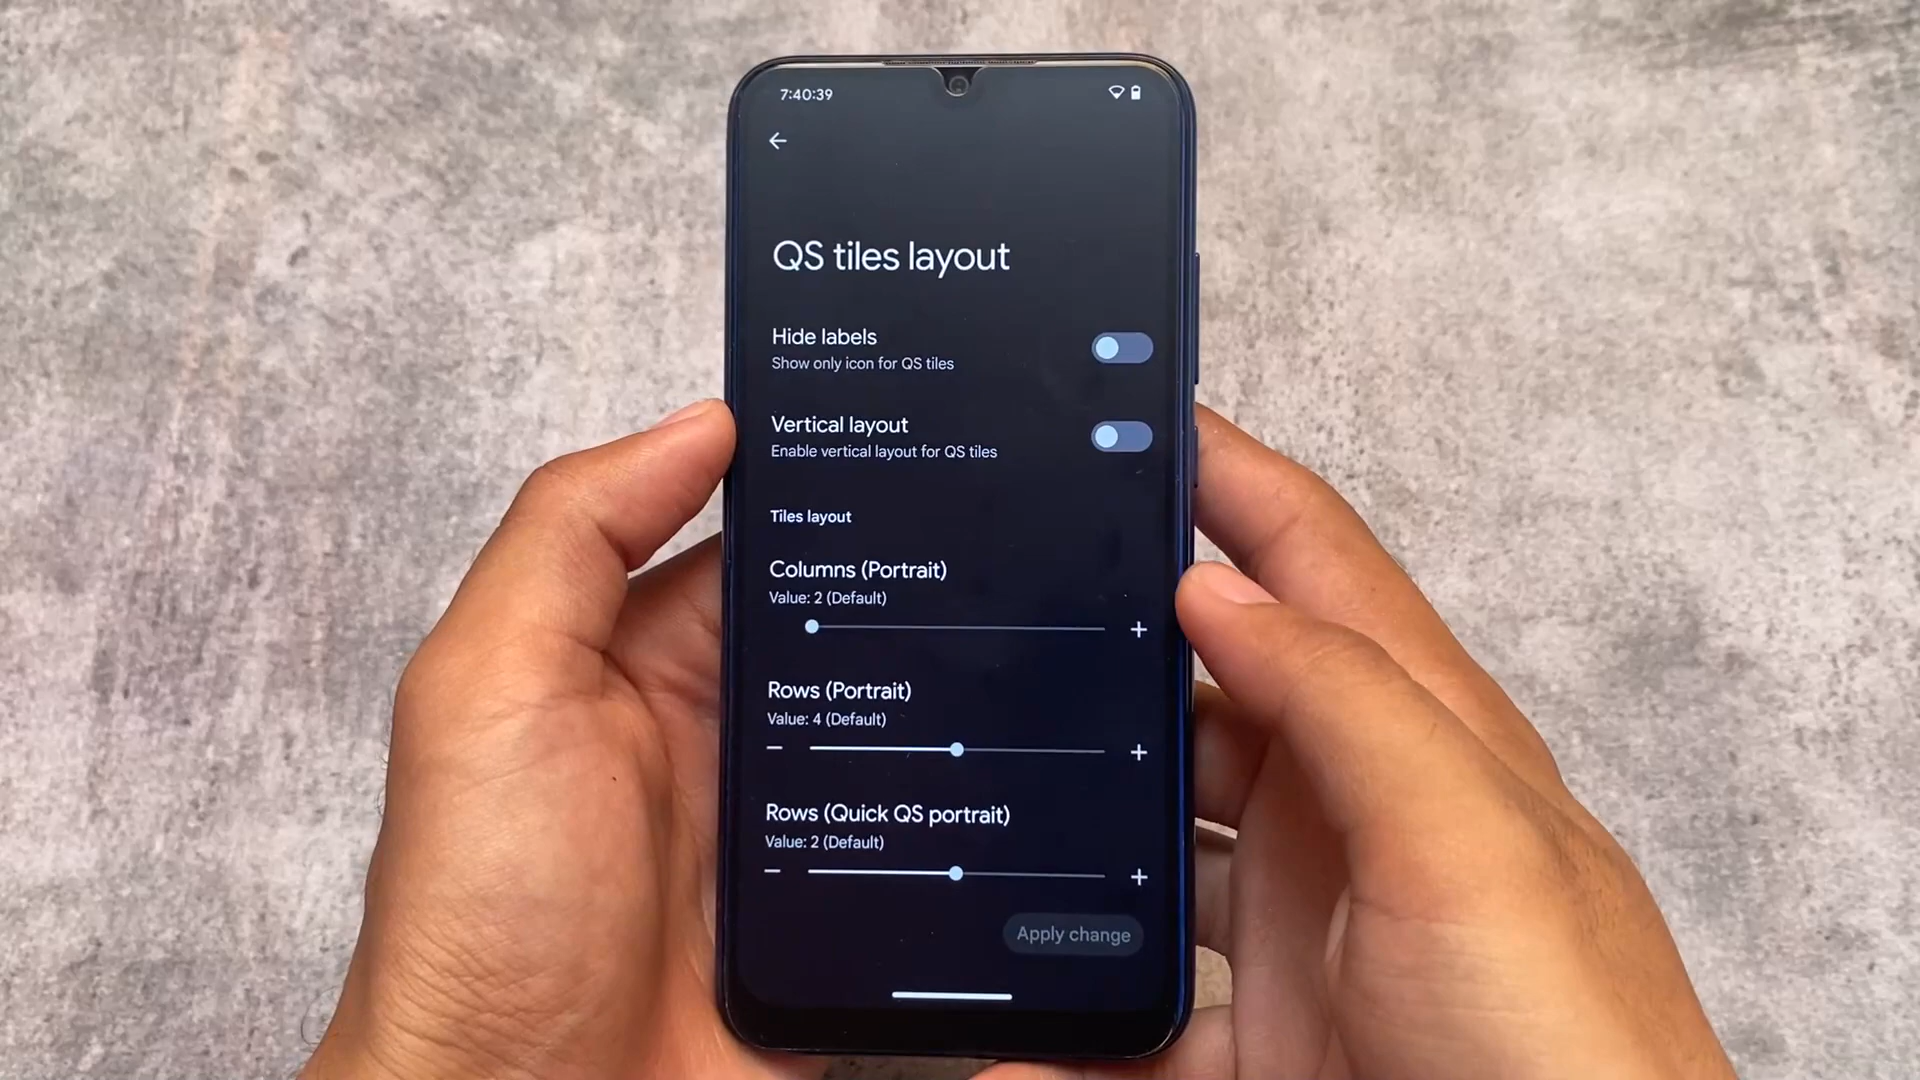 7:40:39
QS tiles layout
Hide labels
Show only icon for QS tiles
Vertical layout
Enable vertical layout for QS tiles
Tiles layout
Columns (Portrait)
Value: 2 (Default)
Rows (Portrait)
Value: 4 (Default)
Rows (Quick QS portrait)
Value: 2 (Default)
Apply change